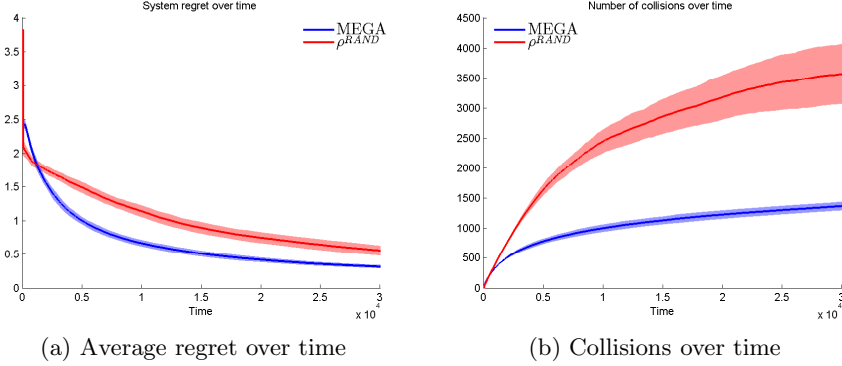 System regret over time
4
3.5
3
2.5
2
1.5
1
0.5
0
MEGA
ρ^RAND
0 0.5 1 1.5 2 2.5 3
Time
x 10^4
(a) Average regret over time
Number of collisions over time
4500
4000
3500
3000
2500
2000
1500
1000
500
0
MEGA
ρ^RAND
0 0.5 1 1.5 2 2.5 3
Time
x 10^4
(b) Collisions over time